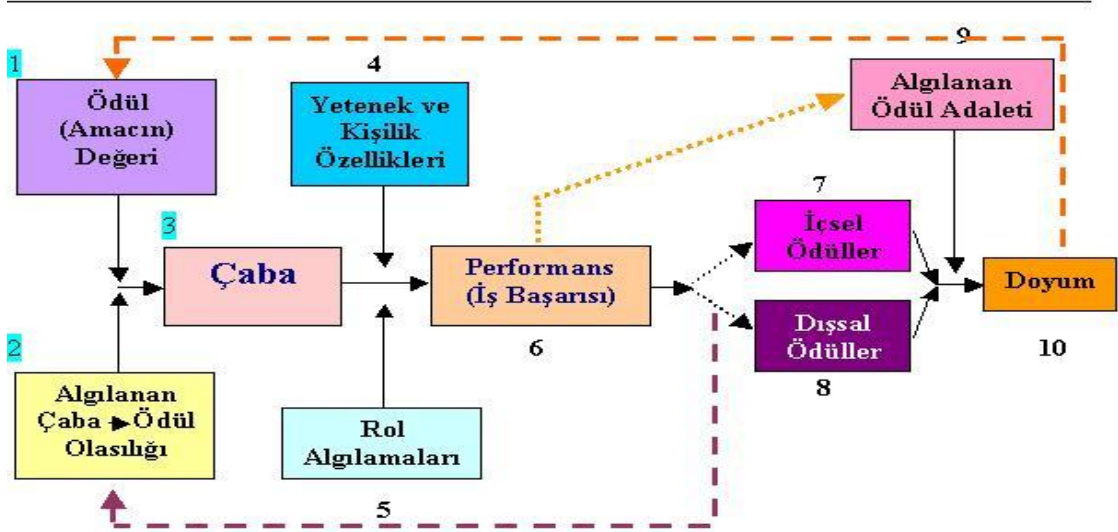 1
Ödül
(Amacın)
Değeri
4
Yetenek ve
Kişilik
Özellikleri
9
Algılanan
Ödül Adaleti
3
Çaba
Performans
(İş Başarısı)
6
7
İçsel
Ödüller
Dışsal
Ödüller
8
Doyum
10
2
Algılanan
Çaba Ödül
Olasılığı
Rol
Algılamaları
5